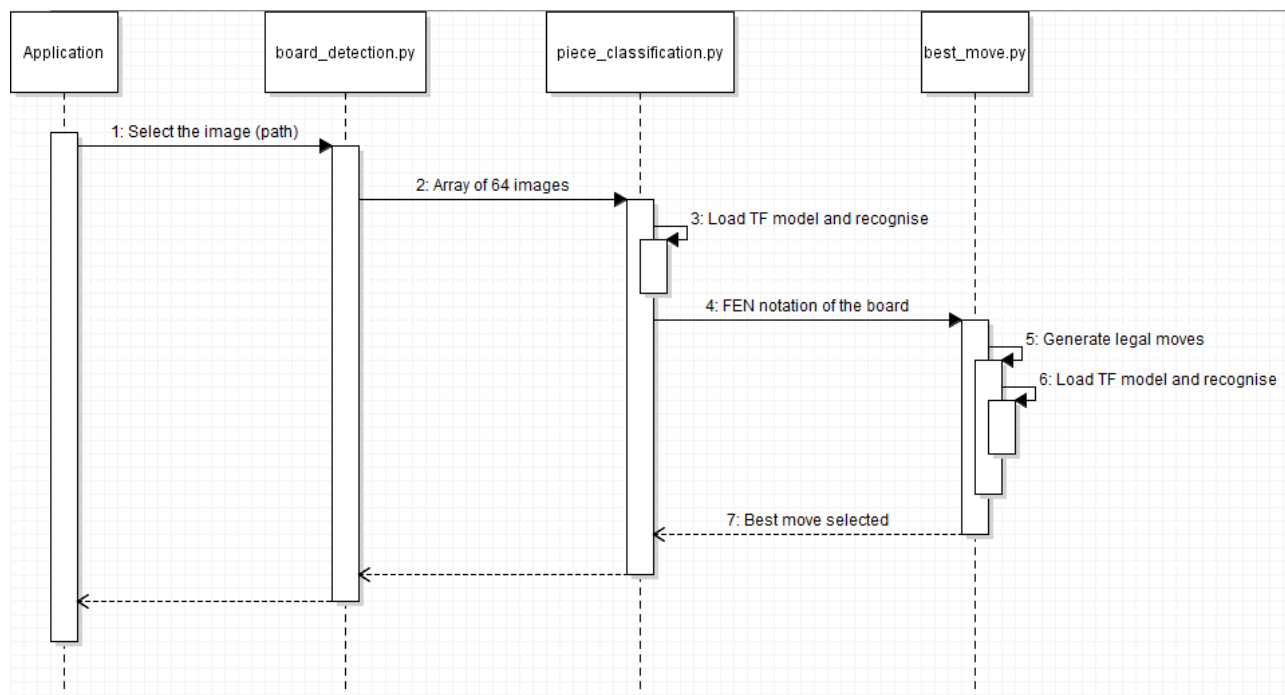 Application
board_detection.py
piece_classification.py
best_move.py
1: Select the image (path)
2: Array of 64 images
3: Load TF model and recognise
4: FEN notation of the board
5: Generate legal moves
6: Load TF model and recognise
7: Best move selected